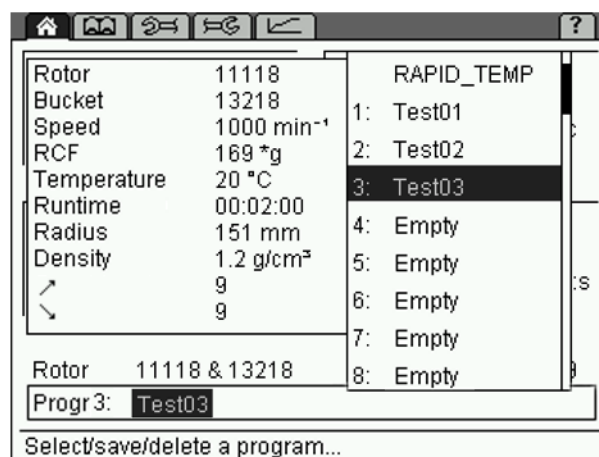 ?
Rotor 11118
Bucket 13218
Speed 1000 min⁻¹
RCF 169 *g
Temperature 20 °C
Runtime 00:02:00
Radius 151 mm
Density 1.2 g/cm³
↗ 9
↘ 9
RAPID_TEMP
1: Test01
2: Test02
3: Test03
4: Empty
5: Empty
6: Empty
7: Empty
8: Empty
:s
Rotor 11118 & 13218
Progr 3: Test03
Select/save/delete a program...